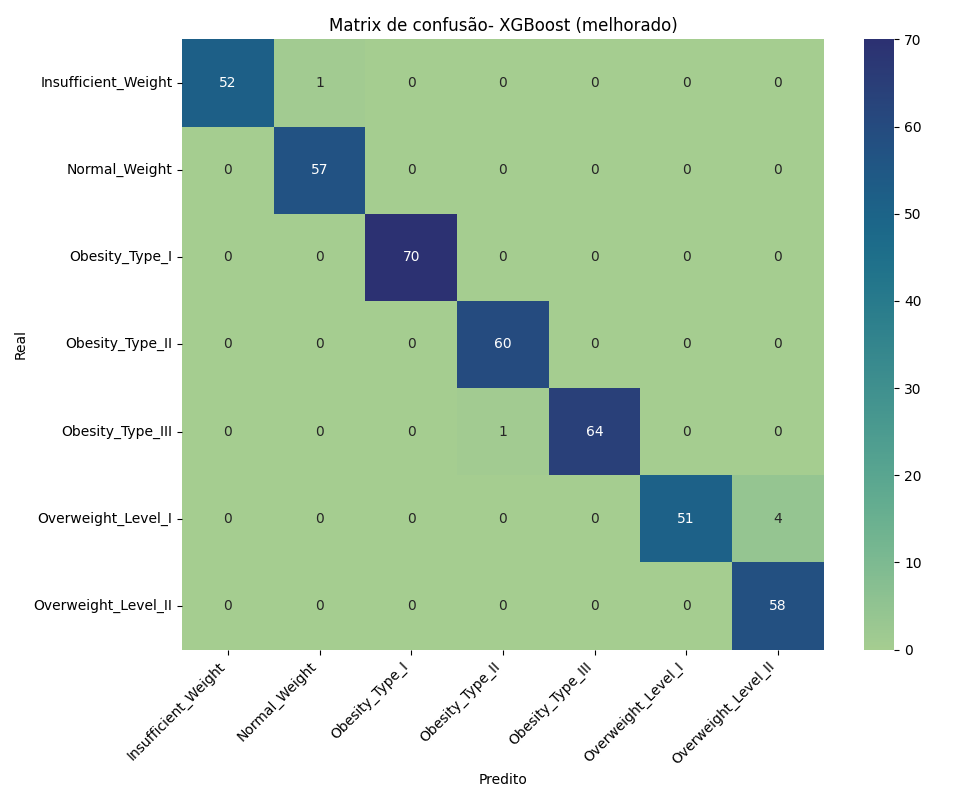 Matrix de confusão- XGBoost (melhorado)
Real
Insufficient_Weight 52 1 0 0 0 0 0
Normal_Weight 0 57 0 0 0 0 0
Obesity_Type_I 0 0 70 0 0 0 0
Obesity_Type_II 0 0 0 60 0 0 0
Obesity_Type_III 0 0 0 1 64 0 0
Overweight_Level_I 0 0 0 0 0 51 4
Overweight_Level_II 0 0 0 0 0 0 58
Insufficient_Weight
Normal_Weight
Obesity_Type_I
Obesity_Type_II
Obesity_Type_III
Overweight_Level_I
Overweight_Level_II
Predito
70
60
50
40
30
20
10
0